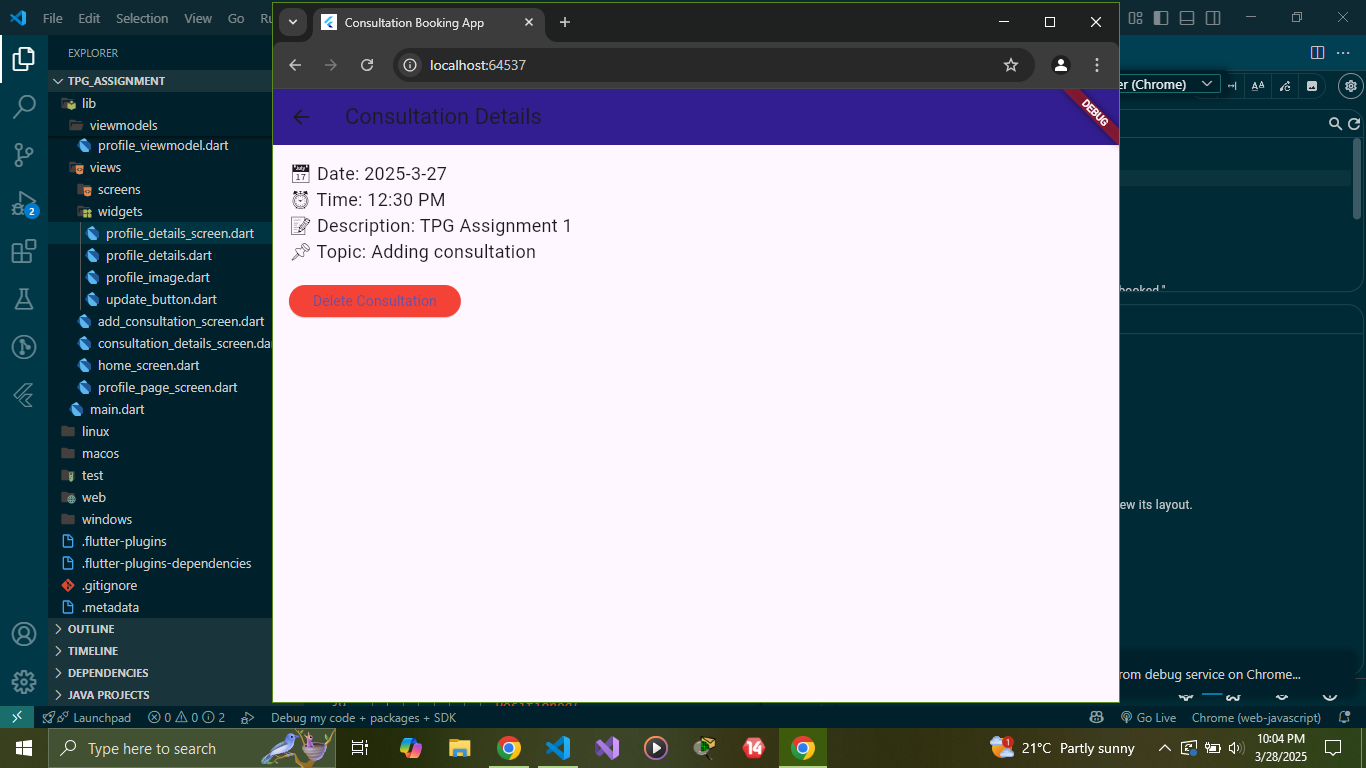 File Edit Selection View Go Ru
Consultation Booking App
EXPLORER
localhost:64537
TPG_ASSIGNMENT
er (Chrome)
lib
Consultation Details
DEBUG
viewmodels
profile_viewmodel.dart
views
Date: 2025-3-27
screens
Time: 12:30 PM
widgets
2
Description: TPG Assignment 1
profile_details_screen.dart
Topic: Adding consultation
profile_details.dart
profile_image.dart
booked."
update_button.dart
Delete Consultation
add_consultation_screen.dart
consultation_details_screen.da
home_screen.dart
profile_page_screen.dart
main.dart
linux
macos
test
web
ew its layout.
windows
.flutter-plugins
.flutter-plugins-dependencies
.gitignore
.metadata
OUTLINE
TIMELINE
DEPENDENCIES
rom debug service on Chrome...
JAVA PROJECTS
Launchpad 0 0 2 Debug my code + packages + SDK Go Live Chrome (web-javascript)
Type here to search
14
1
21°C Partly sunny
10:04 PM
3/28/2025